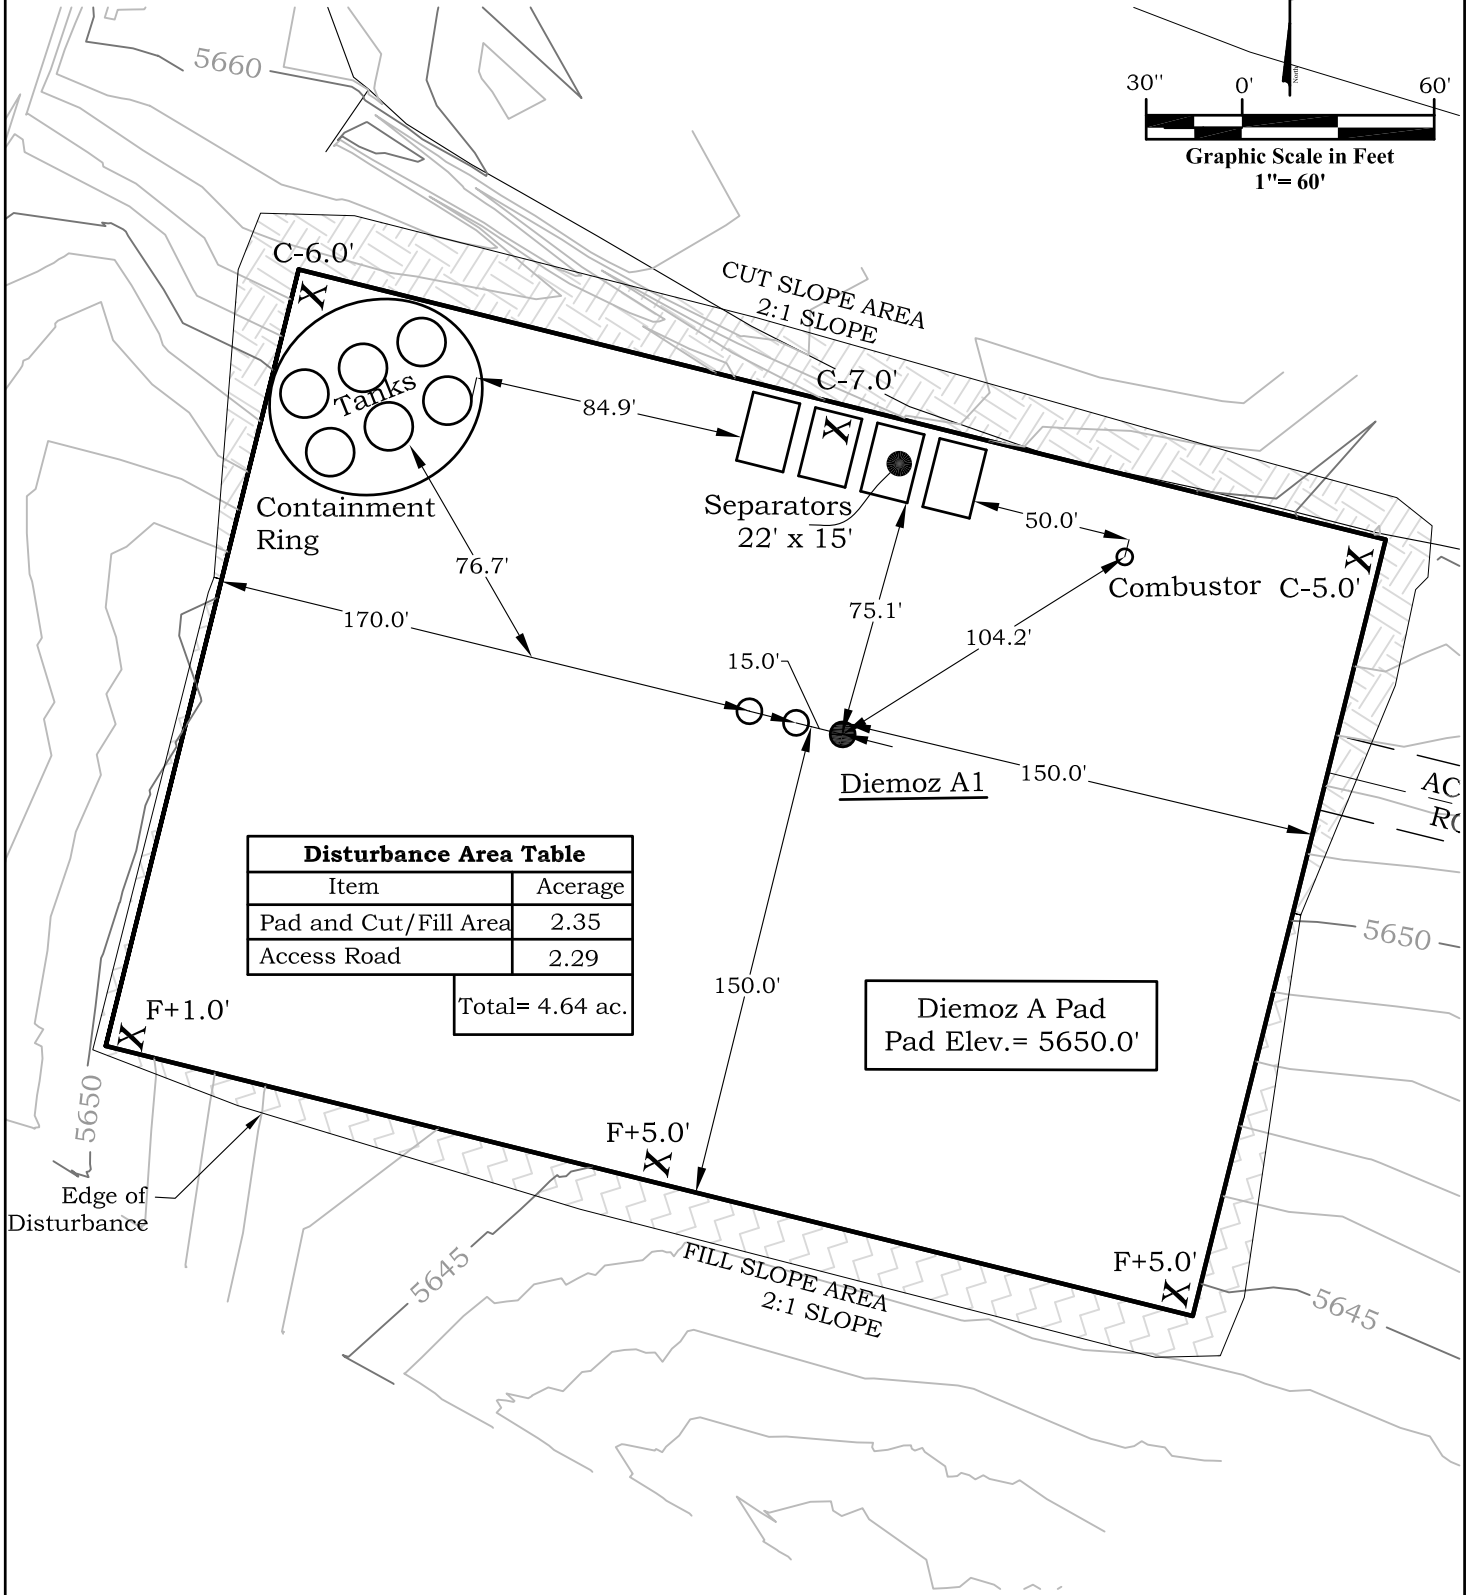 5660
30" 0' 60'
North
Graphic Scale in Feet
1"= 60'
C-6.0'
CUT SLOPE AREA
2:1 SLOPE
C-7.0'
Tanks
84.9'
Containment
Ring
Separators
22' x 15'
50.0'
76.7'
Combustor
C-5.0'
170.0'
75.1'
104.2'
15.0'
150.0'
Diemoz A1
AC
RO
Disturbance Area Table
Item Acerage
Pad and Cut/Fill Area 2.35
Access Road 2.29
Total= 4.64 ac.
5650
150.0'
Diemoz A Pad
Pad Elev.= 5650.0'
F+1.0'
5650
F+5.0'
Edge of
Disturbance
5645
FILL SLOPE AREA
2:1 SLOPE
F+5.0'
5645